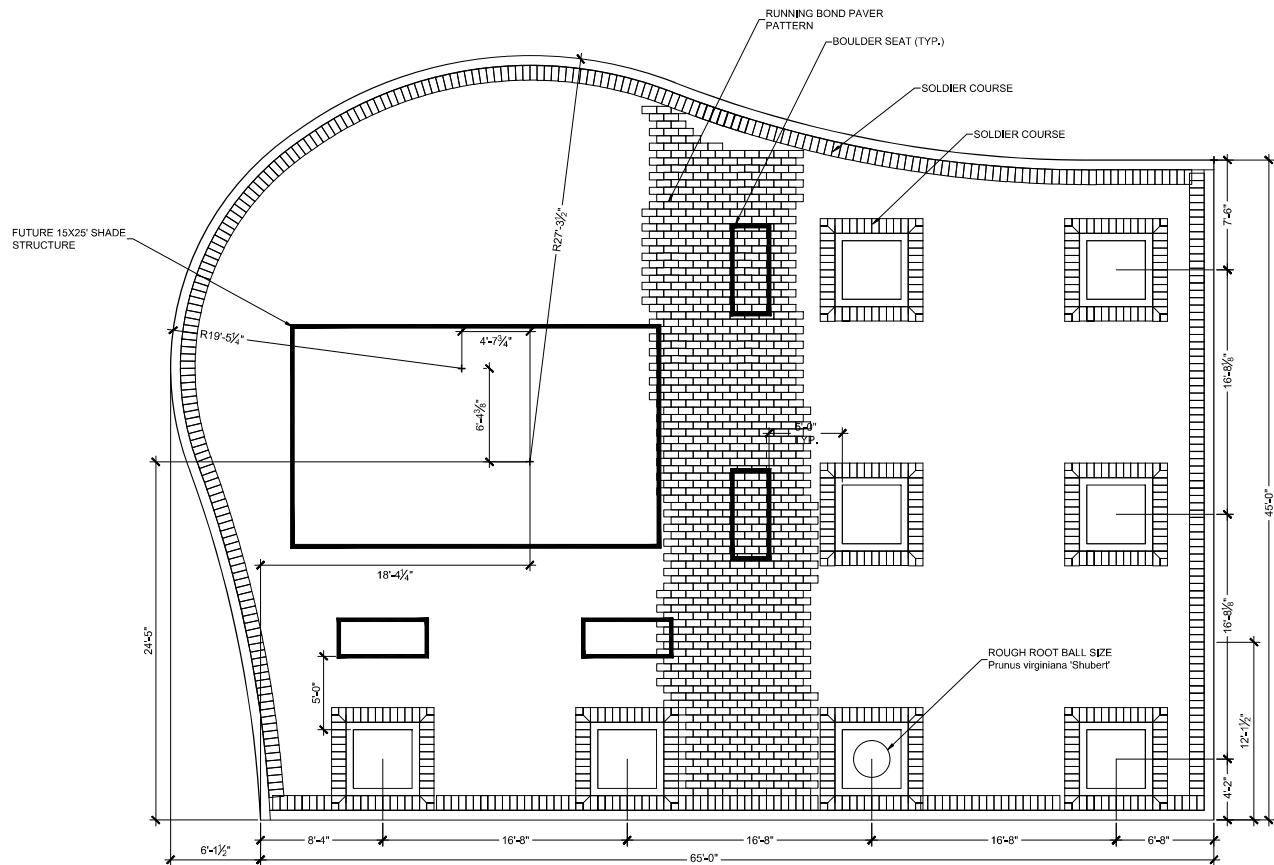 RUNNING BOND PAVER
PATTERN
BOULDER SEAT (TYP.)
SOLDIER COURSE
SOLDIER COURSE
FUTURE 15X25' SHADE
STRUCTURE
R27'-3½"
R19'-5¼"
4'-7¾"
6'-4⅜"
5'-0"
TYP.
7'-6"
16'-8⅛"
45'-0"
18'-4¼"
24'-5"
16'-8⅛"
5'-0"
ROUGH ROOT BALL SIZE
Prunus virginiana 'Shubert'
12'-1½"
4'-2"
8'-4"
16'-8"
16'-8"
16'-8"
6'-8"
6'-1½"
65'-0"